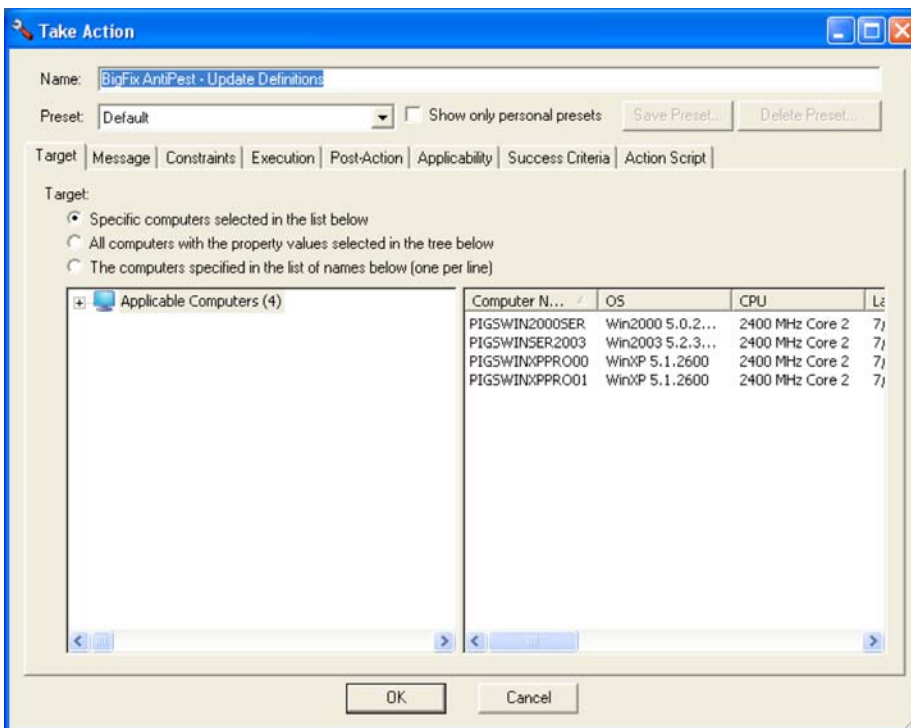 Take Action
Name: BigFix AntiPest - Update Definitions
Preset: Default Show only personal presets Save Preset... Delete Preset...
Target Message Constraints Execution Post-Action Applicability Success Criteria Action Script
Target:
Specific computers selected in the list below
All computers with the property values selected in the tree below
The computers specified in the list of names below (one per line)
Applicable Computers (4)
Computer N... OS CPU La
PIGSWIN2000SER Win2000 5.0.2... 2400 MHz Core 2 7/
PIGSWINSER2003 Win2003 5.2.3... 2400 MHz Core 2 7/
PIGSWINXPPRO00 WinXP 5.1.2600 2400 MHz Core 2 7/
PIGSWINXPPRO01 WinXP 5.1.2600 2400 MHz Core 2 7/
OK Cancel